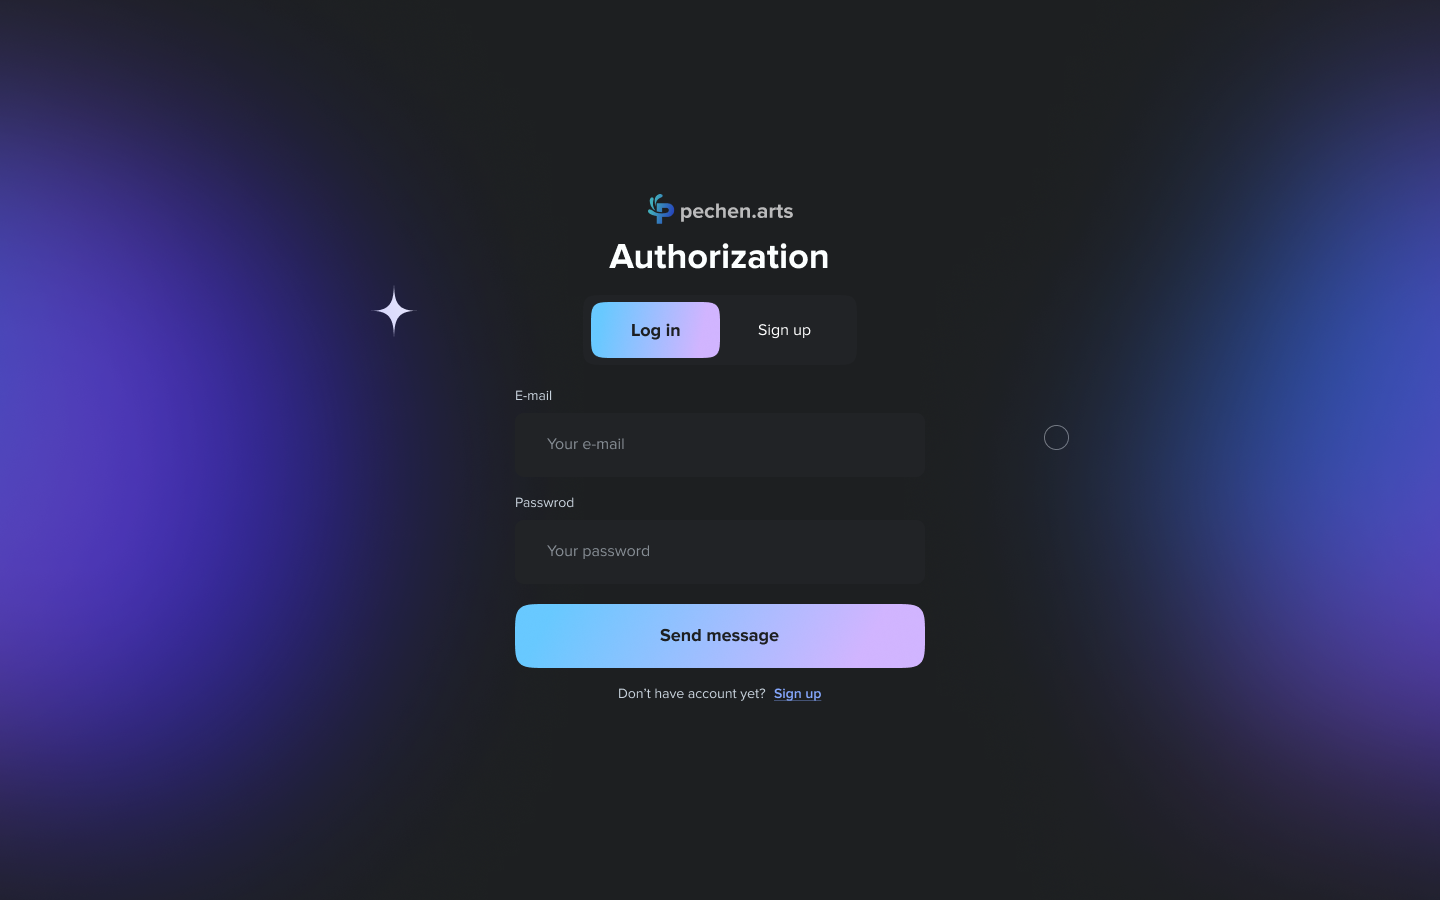 pechen.arts
Authorization
Log in
Sign up
E-mail
Your e-mail
Passwrod
Your password
Send message
Don't have account yet? Sign up